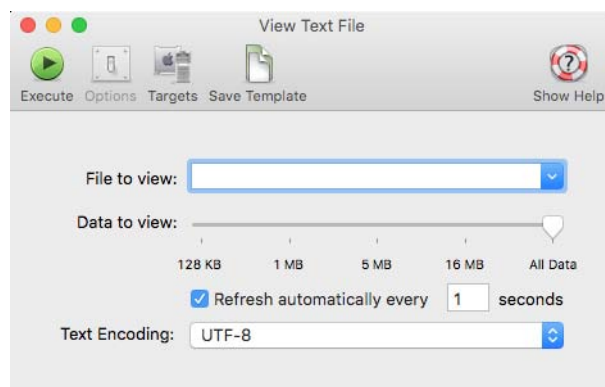 View Text File
Execute Options Targets Save Template Show Help
File to view:
Data to view:
128 KB 1 MB 5 MB 16 MB All Data
Refresh automatically every 1 seconds
Text Encoding: UTF-8